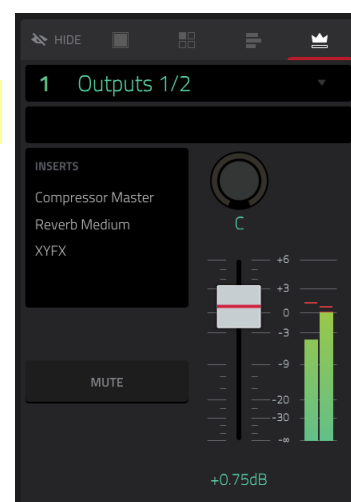 HIDE
1 Outputs 1/2
INSERTS
Compressor Master
Reverb Medium
XYFX
C
+6
+3
0
-3
-9
-20
-30
-∞
MUTE
+0.75dB